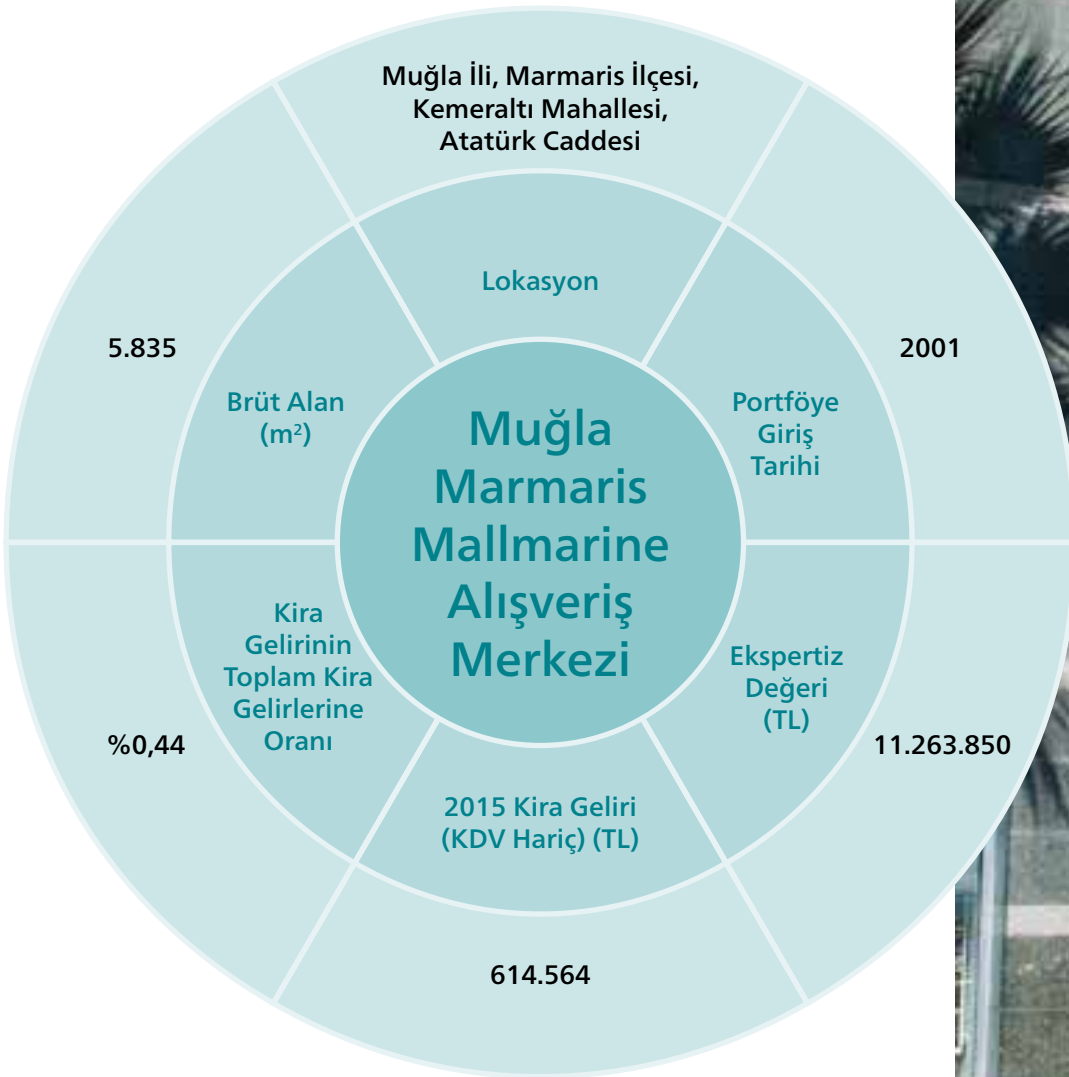 Muğla
Marmaris
Mallmarine
Alışveriş
Merkezi
Lokasyon
Muğla İli, Marmaris İlçesi,
Kemeraltı Mahallesi,
Atatürk Caddesi
Portföye
Giriş
Tarihi
2001
Ekspertiz
Değeri
(TL)
11.263.850
2015 Kira Geliri
(KDV Hariç) (TL)
614.564
Kira
Gelirinin
Toplam Kira
Gelirlerine
Oranı
%0,44
Brüt Alan
(m²)
5.835